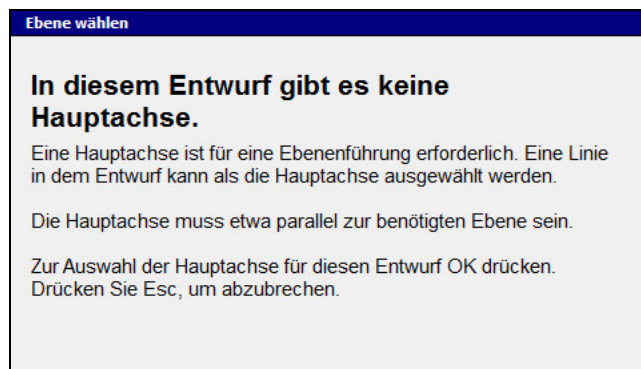 Ebene wählen
In diesem Entwurf gibt es keine
Hauptachse.
Eine Hauptachse ist für eine Ebenenführung erforderlich. Eine Linie
in dem Entwurf kann als die Hauptachse ausgewählt werden.
Die Hauptachse muss etwa parallel zur benötigten Ebene sein.
Zur Auswahl der Hauptachse für diesen Entwurf OK drücken.
Drücken Sie Esc, um abzubrechen.